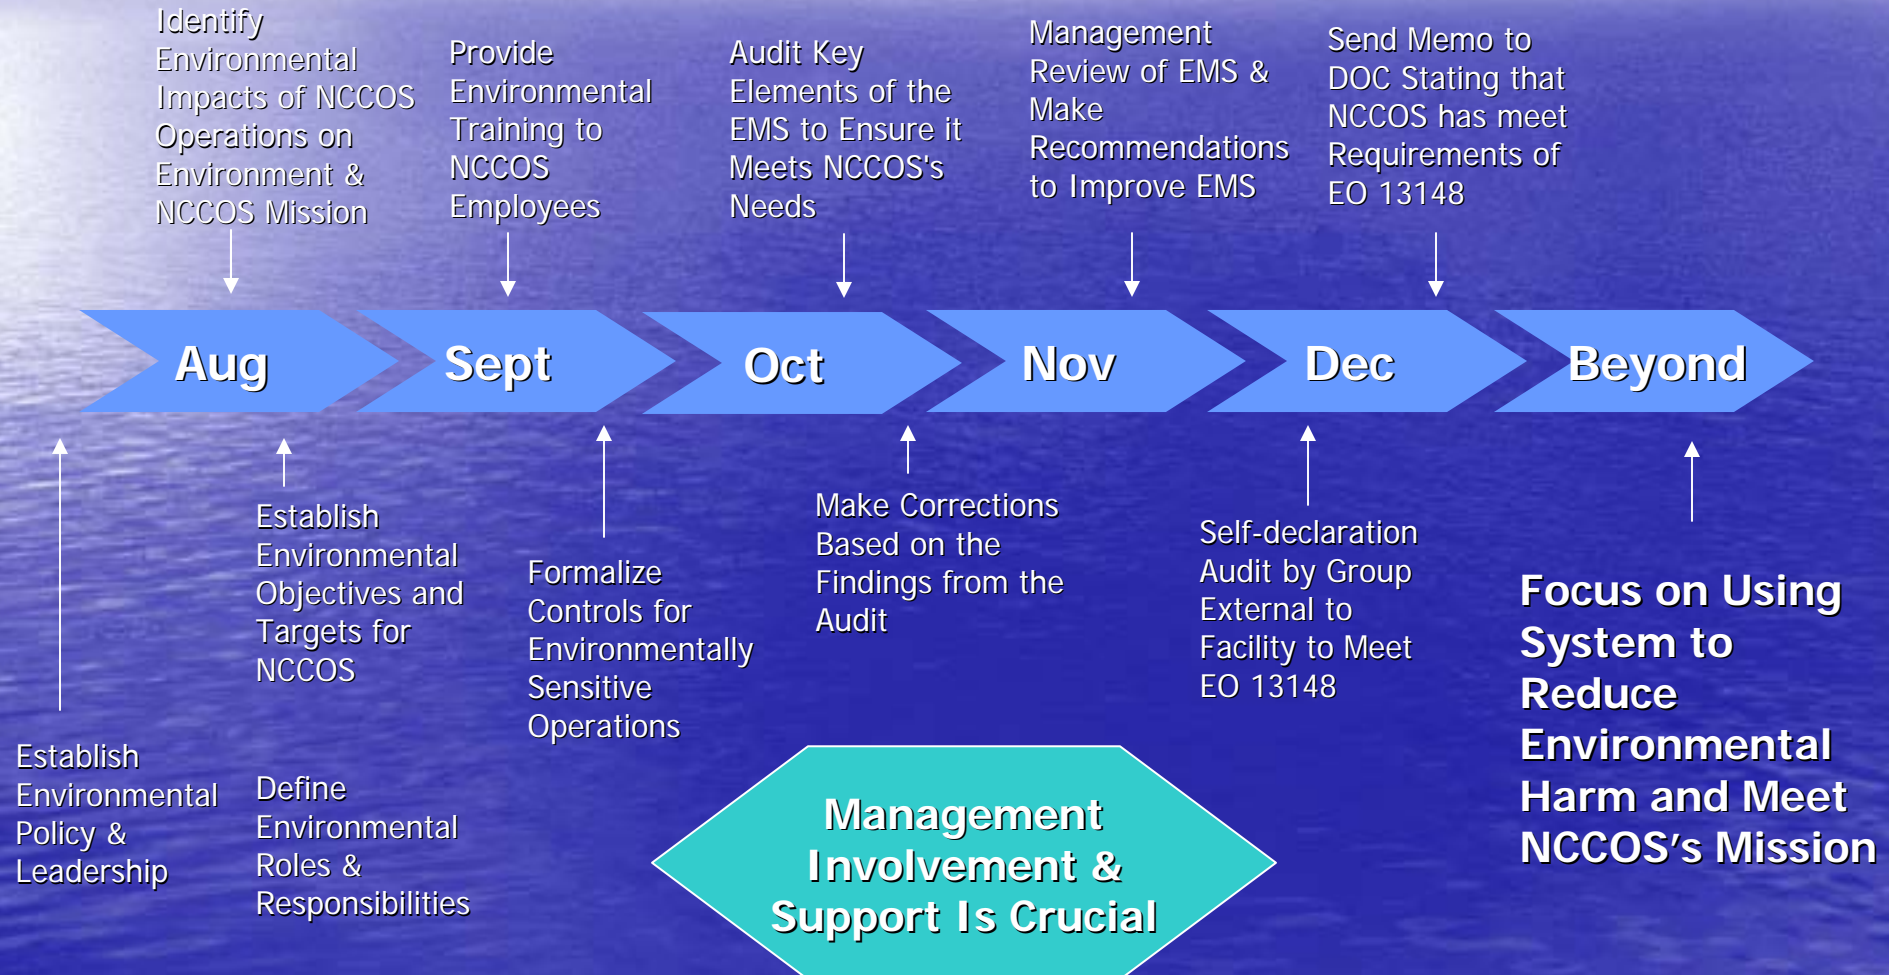 Identify
Environmental
Impacts of NCCOS
Operations on
Environment &
NCCOS Mission
Provide
Environmental
Training to
NCCOS
Employees
Audit Key
Elements of the
EMS to Ensure it
Meets NCCOS's
Needs
Management
Review of EMS &
Make
Recommendations
to Improve EMS
Send Memo to
DOC Stating that
NCCOS has meet
Requirements of
EO 13148
Aug
Sept
Oct
Nov
Dec
Beyond
Establish
Environmental
Policy &
Leadership
Establish
Environmental
Objectives and
Targets for
NCCOS
Define
Environmental
Roles &
Responsibilities
Formalize
Controls for
Environmentally
Sensitive
Operations
Make Corrections
Based on the
Findings from the
Audit
Self-declaration
Audit by Group
External to
Facility to Meet
EO 13148
Focus on Using
System to
Reduce
Environmental
Harm and Meet
NCCOS’s Mission
Management
Involvement &
Support Is Crucial